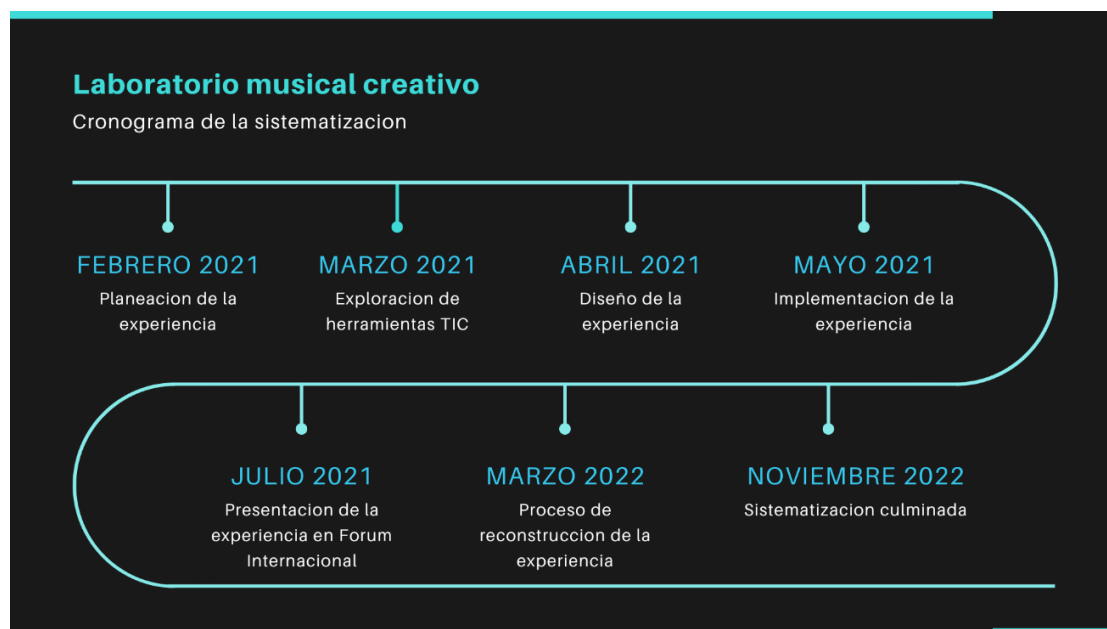 Laboratorio musical creativo
Cronograma de la sistematizacion
FEBRERO 2021
Planeacion de la
experiencia
MARZO 2021
Exploracion de
herramientas TIC
ABRIL 2021
Diseño de la
experiencia
MAYO 2021
Implementacion de la
experiencia
JULIO 2021
Presentacion de la
experiencia en Forum
Internacional
MARZO 2022
Proceso de
reconstruccion de la
experiencia
NOVIEMBRE 2022
Sistematizacion culminada